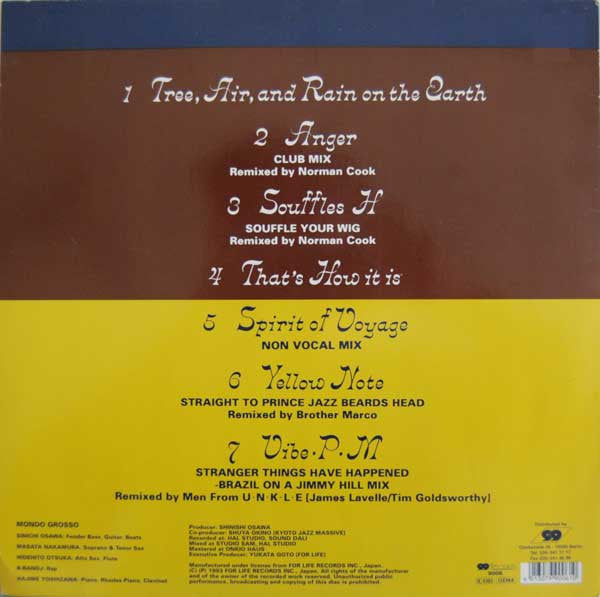 1 Tree, Air, and Rain on the Earth
2 Anger
CLUB MIX
Remixed by Norman Cook
3 Souffles H
SOUFFLE YOUR WIG
Remixed by Norman Cook
4 That's How it is
5 Spirit of Voyage
NON VOCAL MIX
6 Yellow Note
STRAIGHT TO PRINCE JAZZ BEARDS HEAD
Remixed by Brother Marco
7 Vibe·P·M
STRANGER THINGS HAVE HAPPENED
-BRAZIL ON A JIMMY HILL MIX
Remixed by Men From U·N·K·L·E [James Lavelle/Tim Goldsworthy]
MONDO GROSSO
SINICHI OSAWA: Fender Bass, Guitar, Beats
MASATA NAKAMURA: Soprano & Tenor Sax
HIDEHITO OTSUKA: Alto Sax, Flute
B-BANDJ: Rap
HAJIME YOSHIZAWA: Piano, Rhodes Piano, Clavinet
Producer: SHINISHI OSAWA
Co-producer: SHUYA OKINO (KYOTO JAZZ MASSIVE)
Recorded at: HAL STUDIO, SOUND DALI
Mixed at STUDIO SAM, HAL STUDIO
Mastered at ONKIO HAUS
Executive Producer: YUKATA GOTO (FOR LIFE)
Manufactured under license from FOR LIFE RECORDS INC., Japan.
(C) (P) 1993 FOR LIFE RECORDS INC., Japan. All rights of the manufacturer
and of the owner of the recorded work reserved. Unauthorized public
performance, broadcasting and copying of this disc is prohibited.
Distributed by
9006